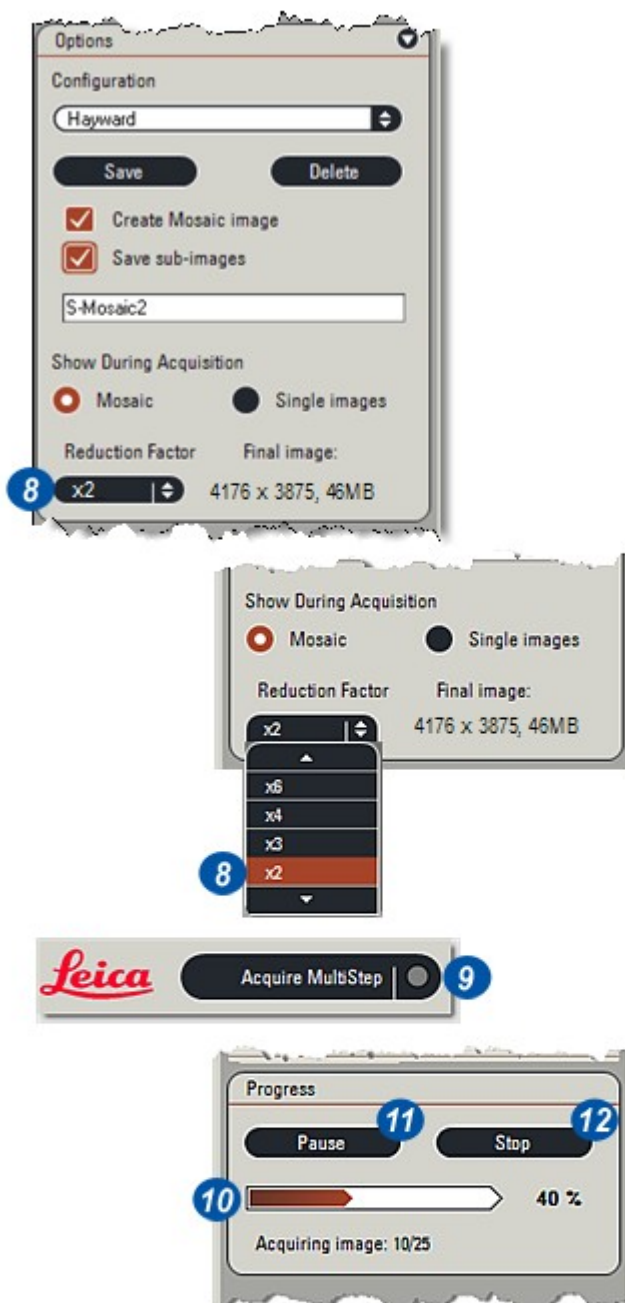 Options
Configuration
Hayward
Save Delete
Create Mosaic image
Save sub-images
S-Mosaic2
Show During Acquisition
Mosaic Single images
Reduction Factor Final image:
8 x2 4176 x 3875, 46MB
Show During Acquisition
Mosaic Single images
Reduction Factor Final image:
x2 4176 x 3875, 46MB
x6
x4
x3
8 x2
Leica Acquire MultiStep 9
Progress
11 12
Pause Stop
10 40 %
Acquiring image: 10/25